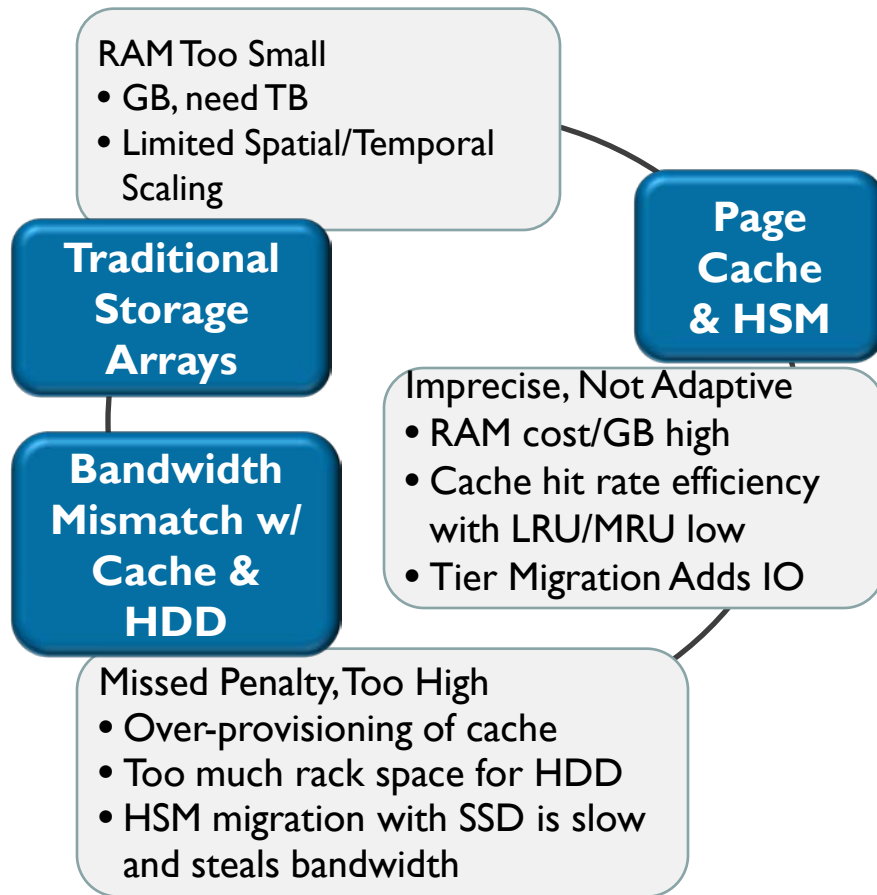 RAM Too Small
• GB, need TB
• Limited Spatial/Temporal
Scaling
Traditional
Storage
Arrays
Page
Cache
& HSM
Imprecise, Not Adaptive
• RAM cost/GB high
• Cache hit rate efficiency
with LRU/MRU low
• Tier Migration Adds IO
Bandwidth
Mismatch w/
Cache &
HDD
Missed Penalty, Too High
• Over-provisioning of cache
• Too much rack space for HDD
• HSM migration with SSD is slow
and steals bandwidth